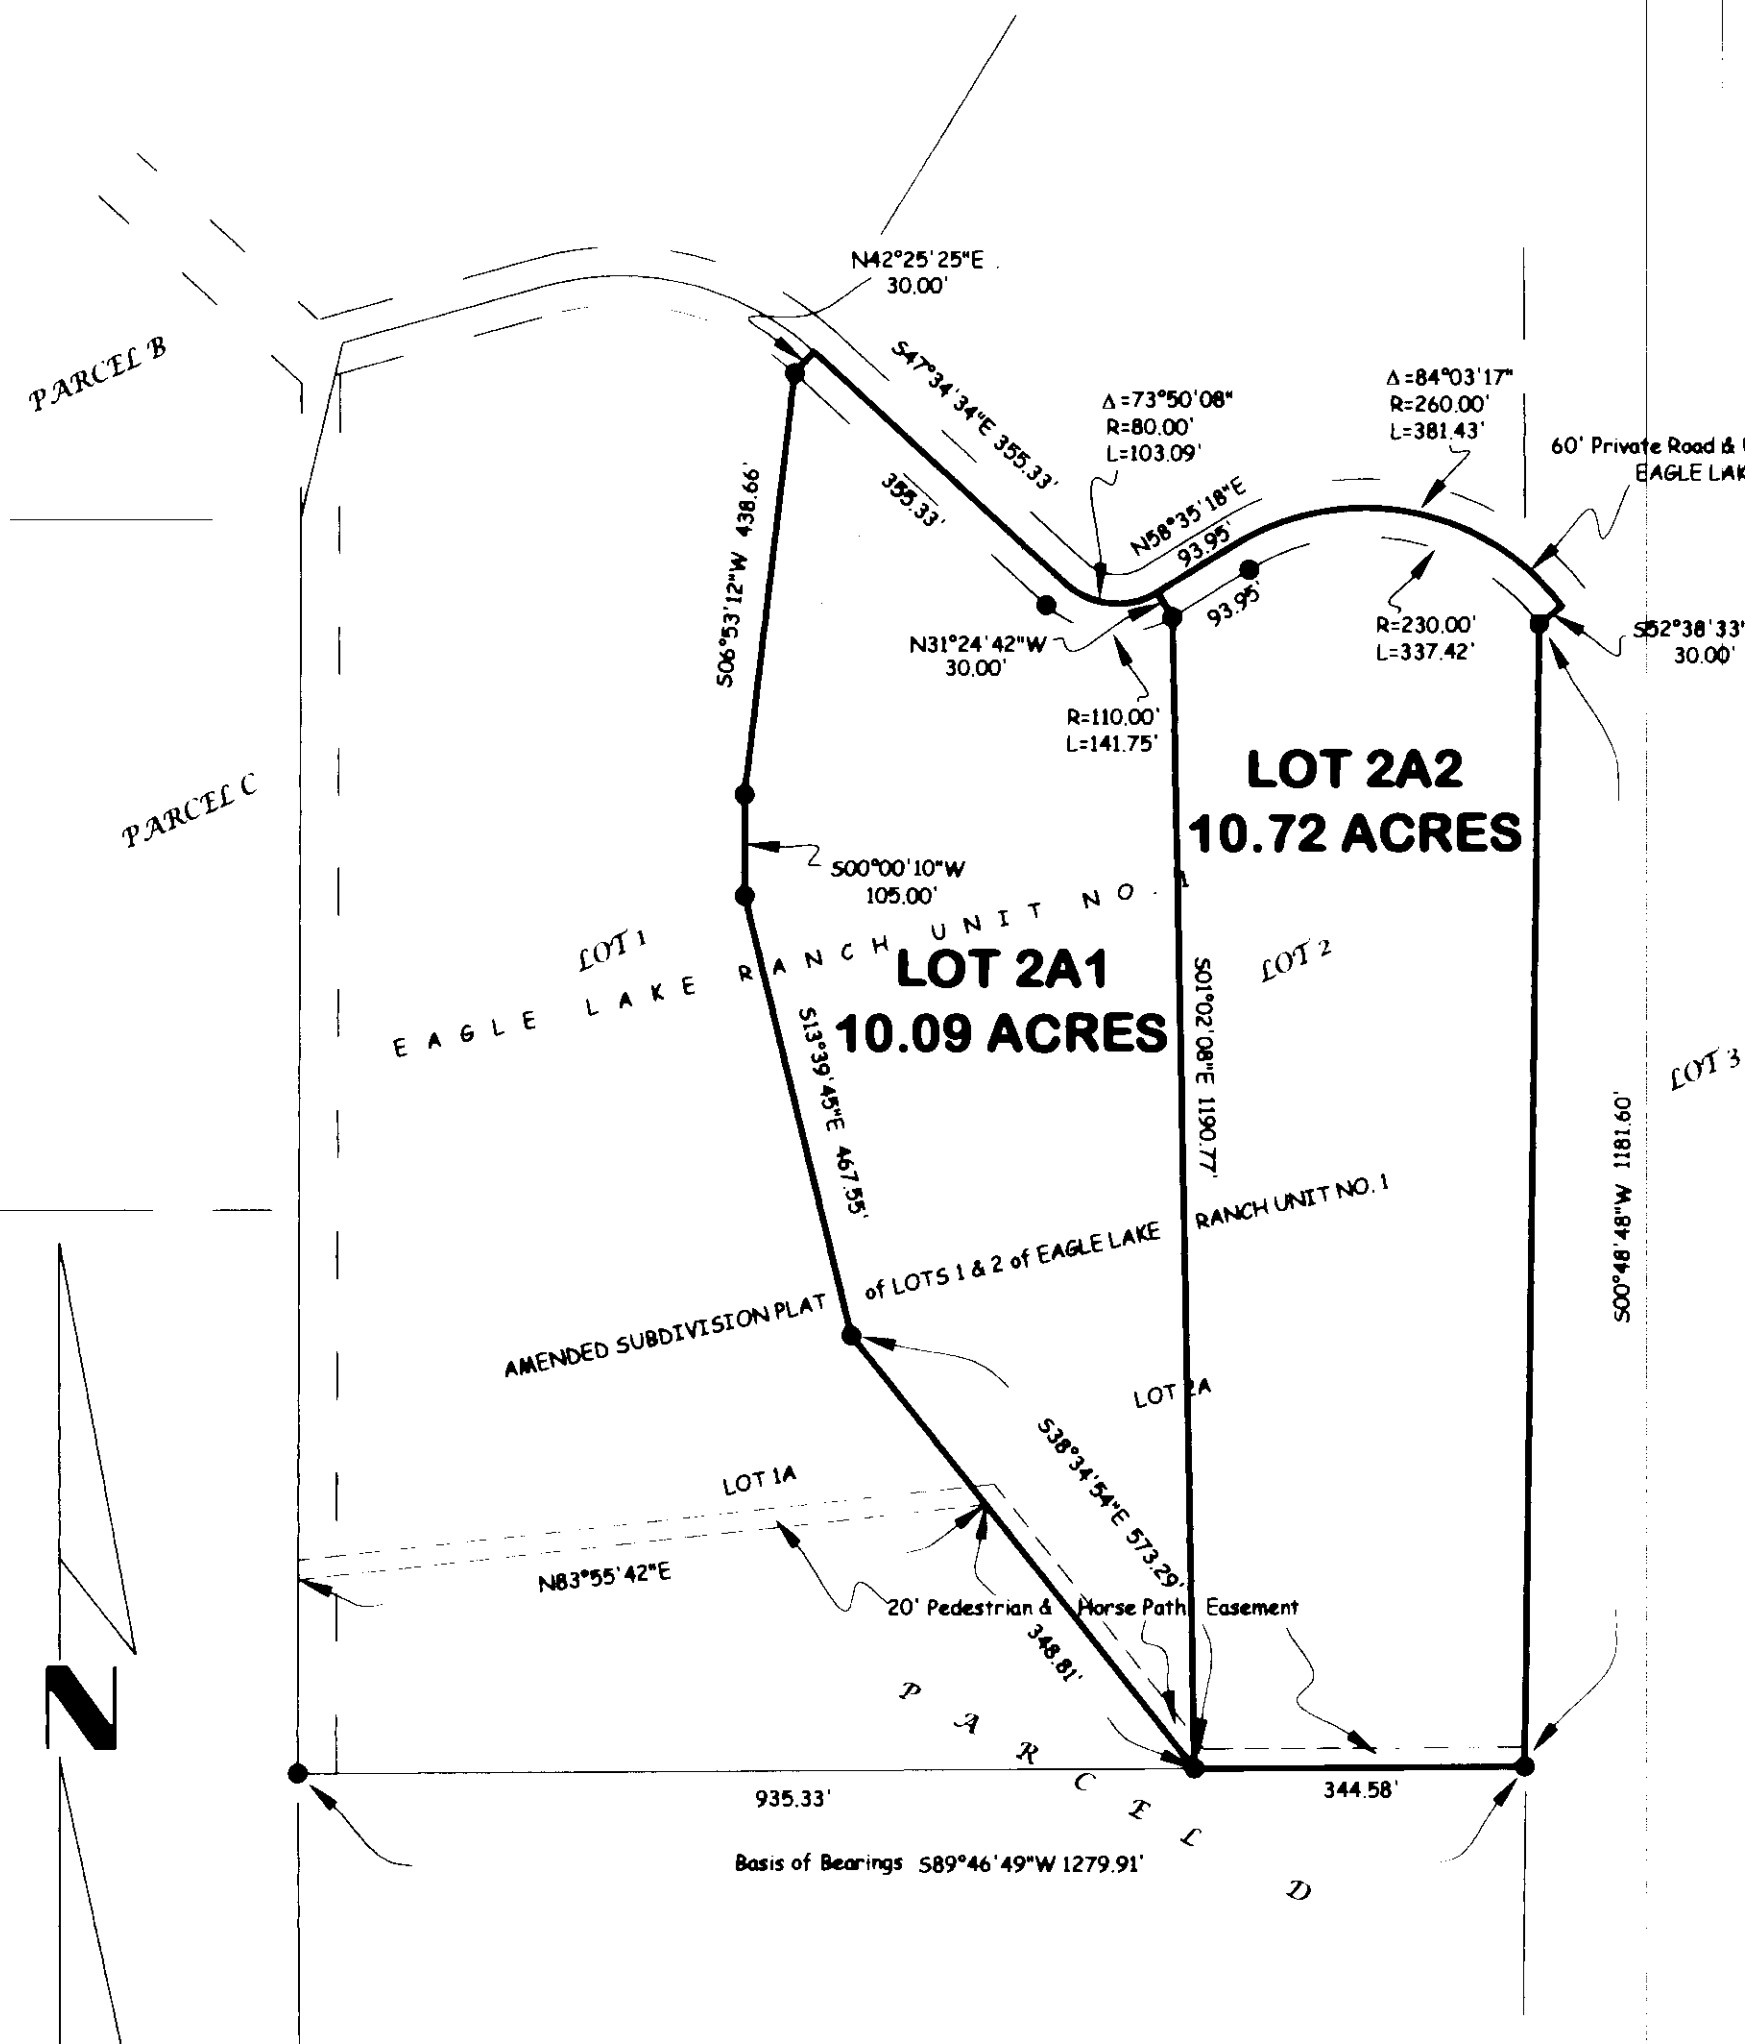 N42°25'25"E
30.00'
PARCEL B
S47°34'34"E 355.33'
355.33'
Δ=73°50'08"
R=80.00'
L=103.09'
Δ=84°03'17"
R=260.00'
L=381.43'
60' Private Road &
EAGLE LAK
N58°35'18"E
93.95'
93.95'
S06°53'12"W 438.66'
N31°24'42"W
30.00'
R=230.00'
L=337.42'
S52°38'33"
30.00'
R=110.00'
L=141.75'
LOT 2A2
10.72 ACRES
PARCEL C
S00°00'10"W
105.00'
LOT 1
EAGLE LAKE RANCH UNIT NO. 1
LOT 2A1
10.09 ACRES
LOT 2
S01°02'08"E 1190.77'
S13°39'45"E 467.55'
LOT 3
S00°48'48"W 1181.60'
AMENDED SUBDIVISION PLAT of LOTS 1 & 2 of EAGLE LAKE RANCH UNIT NO. 1
LOT 2A
S38°34'54"E 573.29'
LOT 1A
N83°55'42"E
20' Pedestrian & Horse Path Easement
348.81'
N
PARCEL D
935.33'
344.58'
Basis of Bearings S89°46'49"W 1279.91'